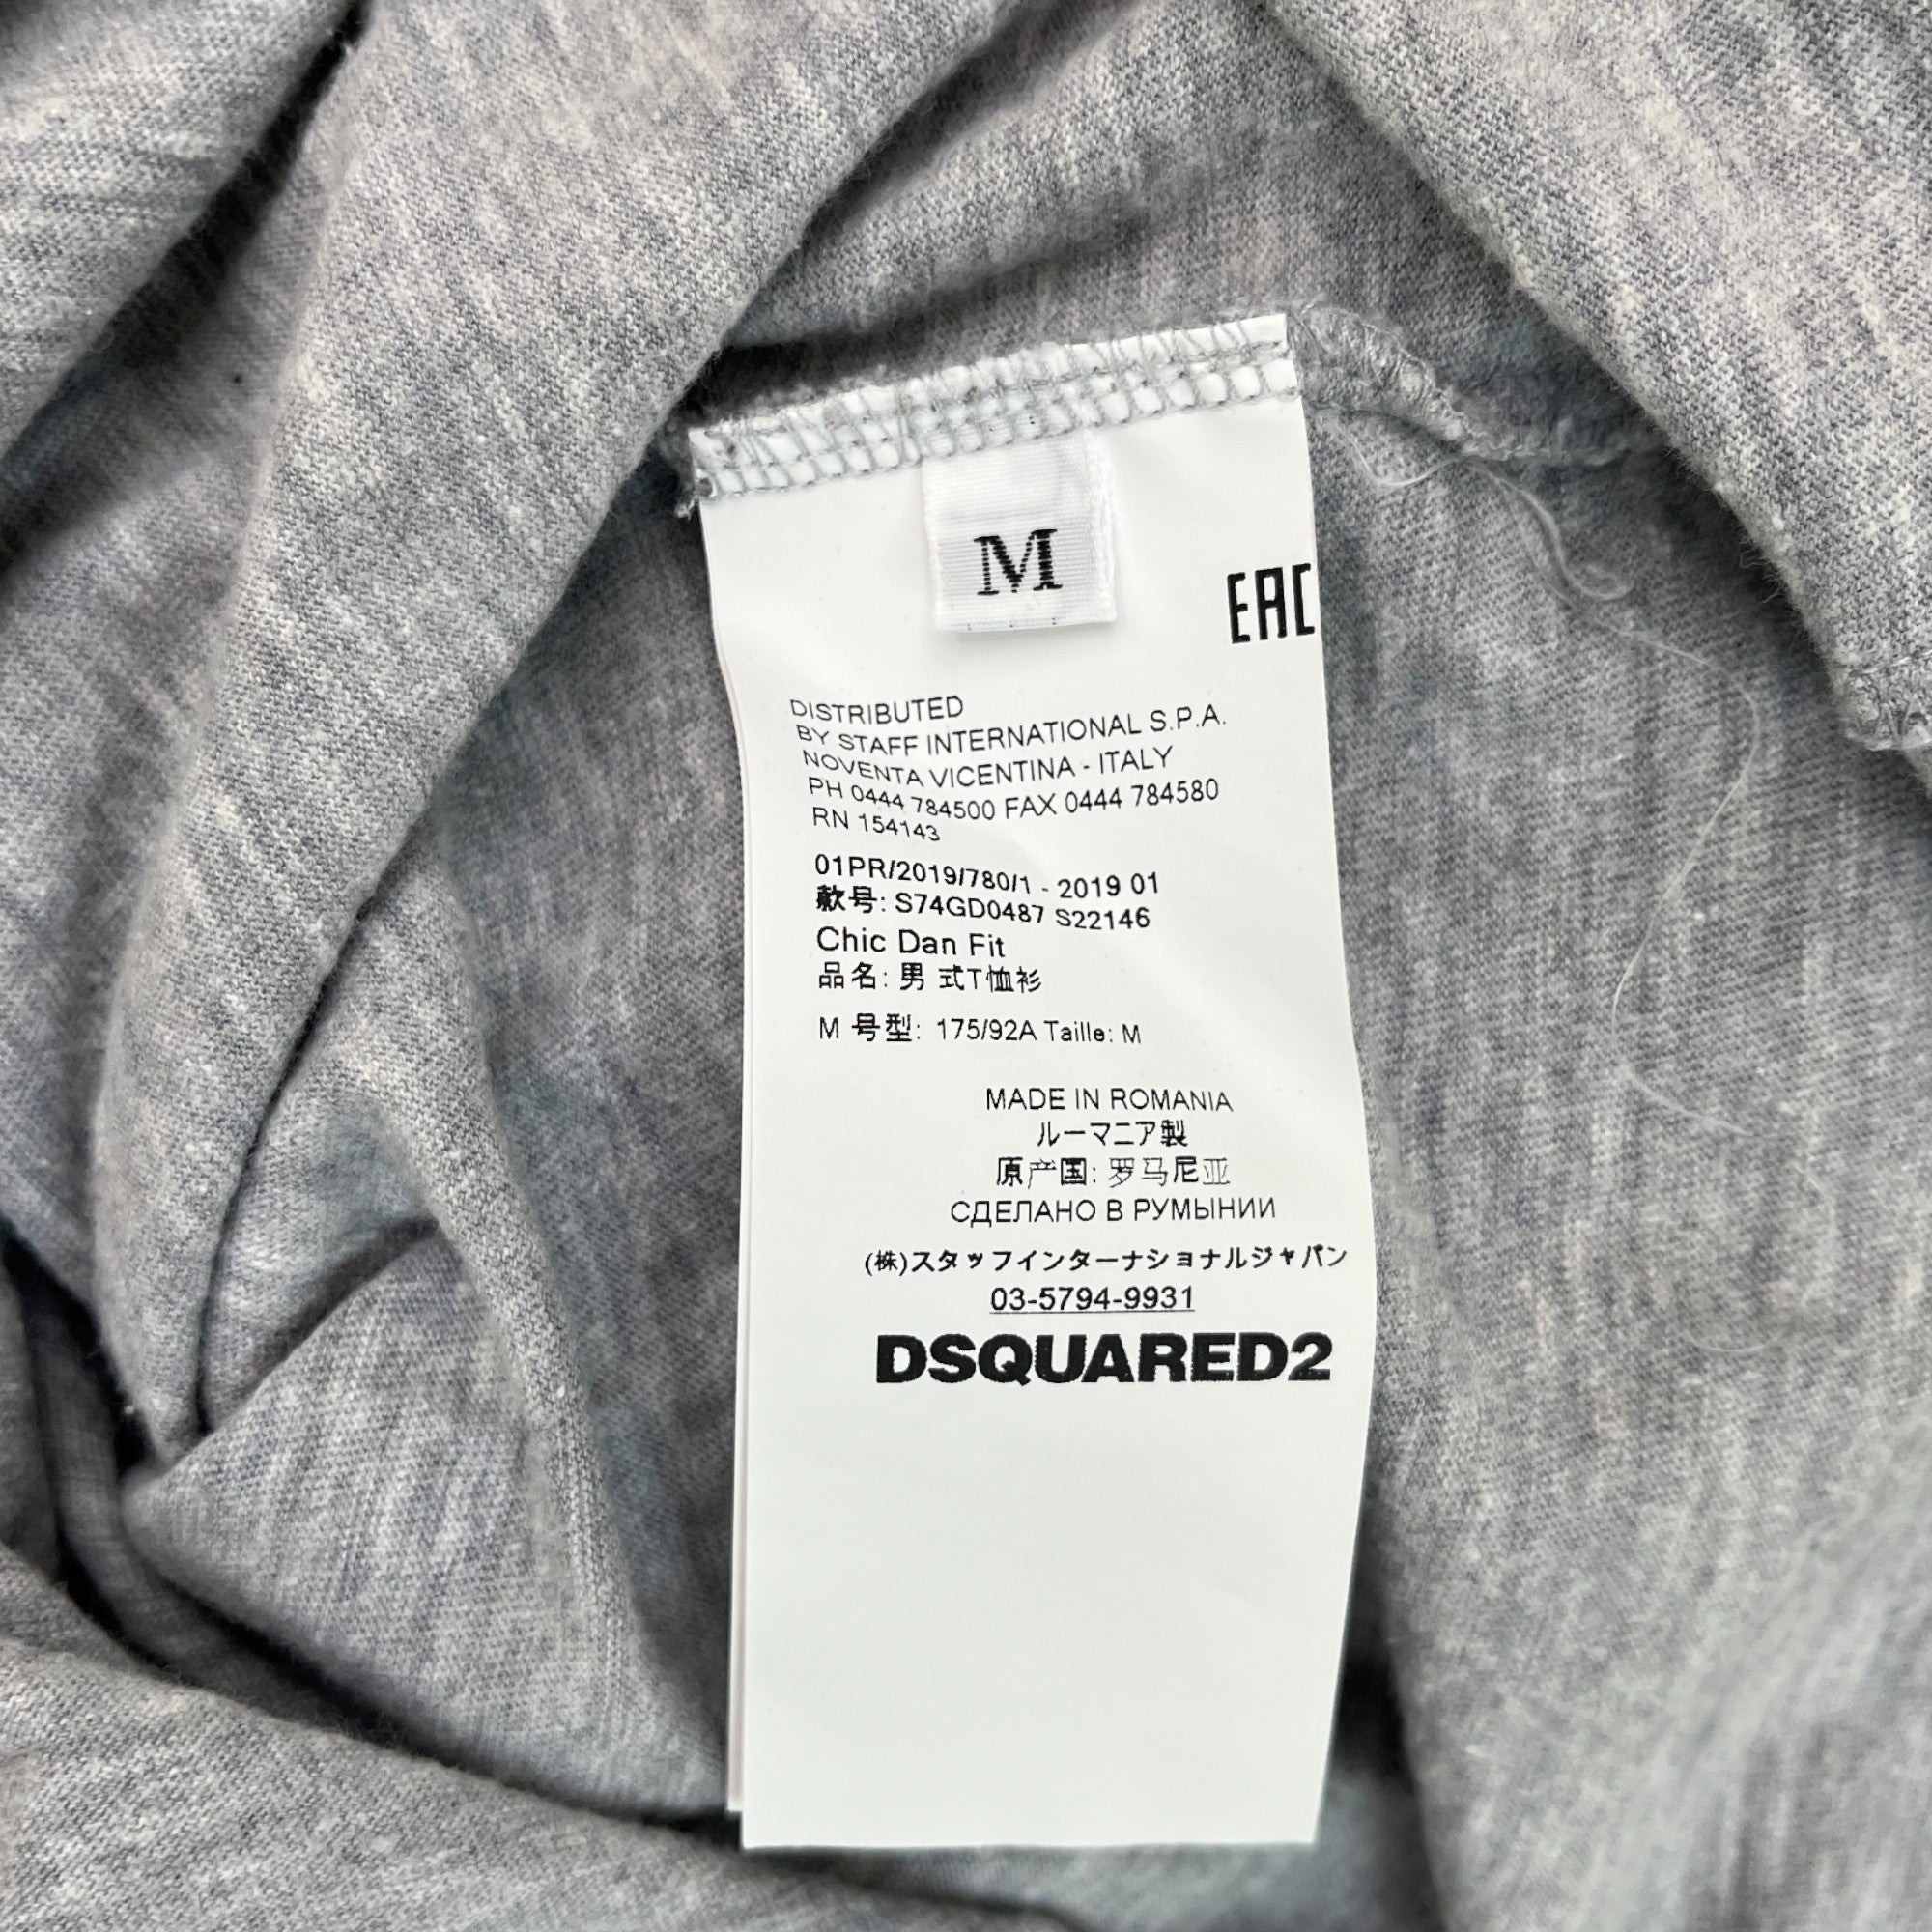 M
EAC
DISTRIBUTED
BY STAFF INTERNATIONAL S.P.A.
NOVENTA VICENTINA - ITALY
PH 0444 784500 FAX 0444 784580
RN 154143
01PR/2019/780/1 - 2019 01
款号: S74GD0487 S22146
Chic Dan Fit
品名: 男 式T恤衫
M 号型: 175/92A Taille: M
MADE IN ROMANIA
ルーマニア製
原产国: 罗马尼亚
СДЕЛАНО В РУМЫНИИ
(株)スタッフインターナショナルジャパン
03-5794-9931
DSQUARED2